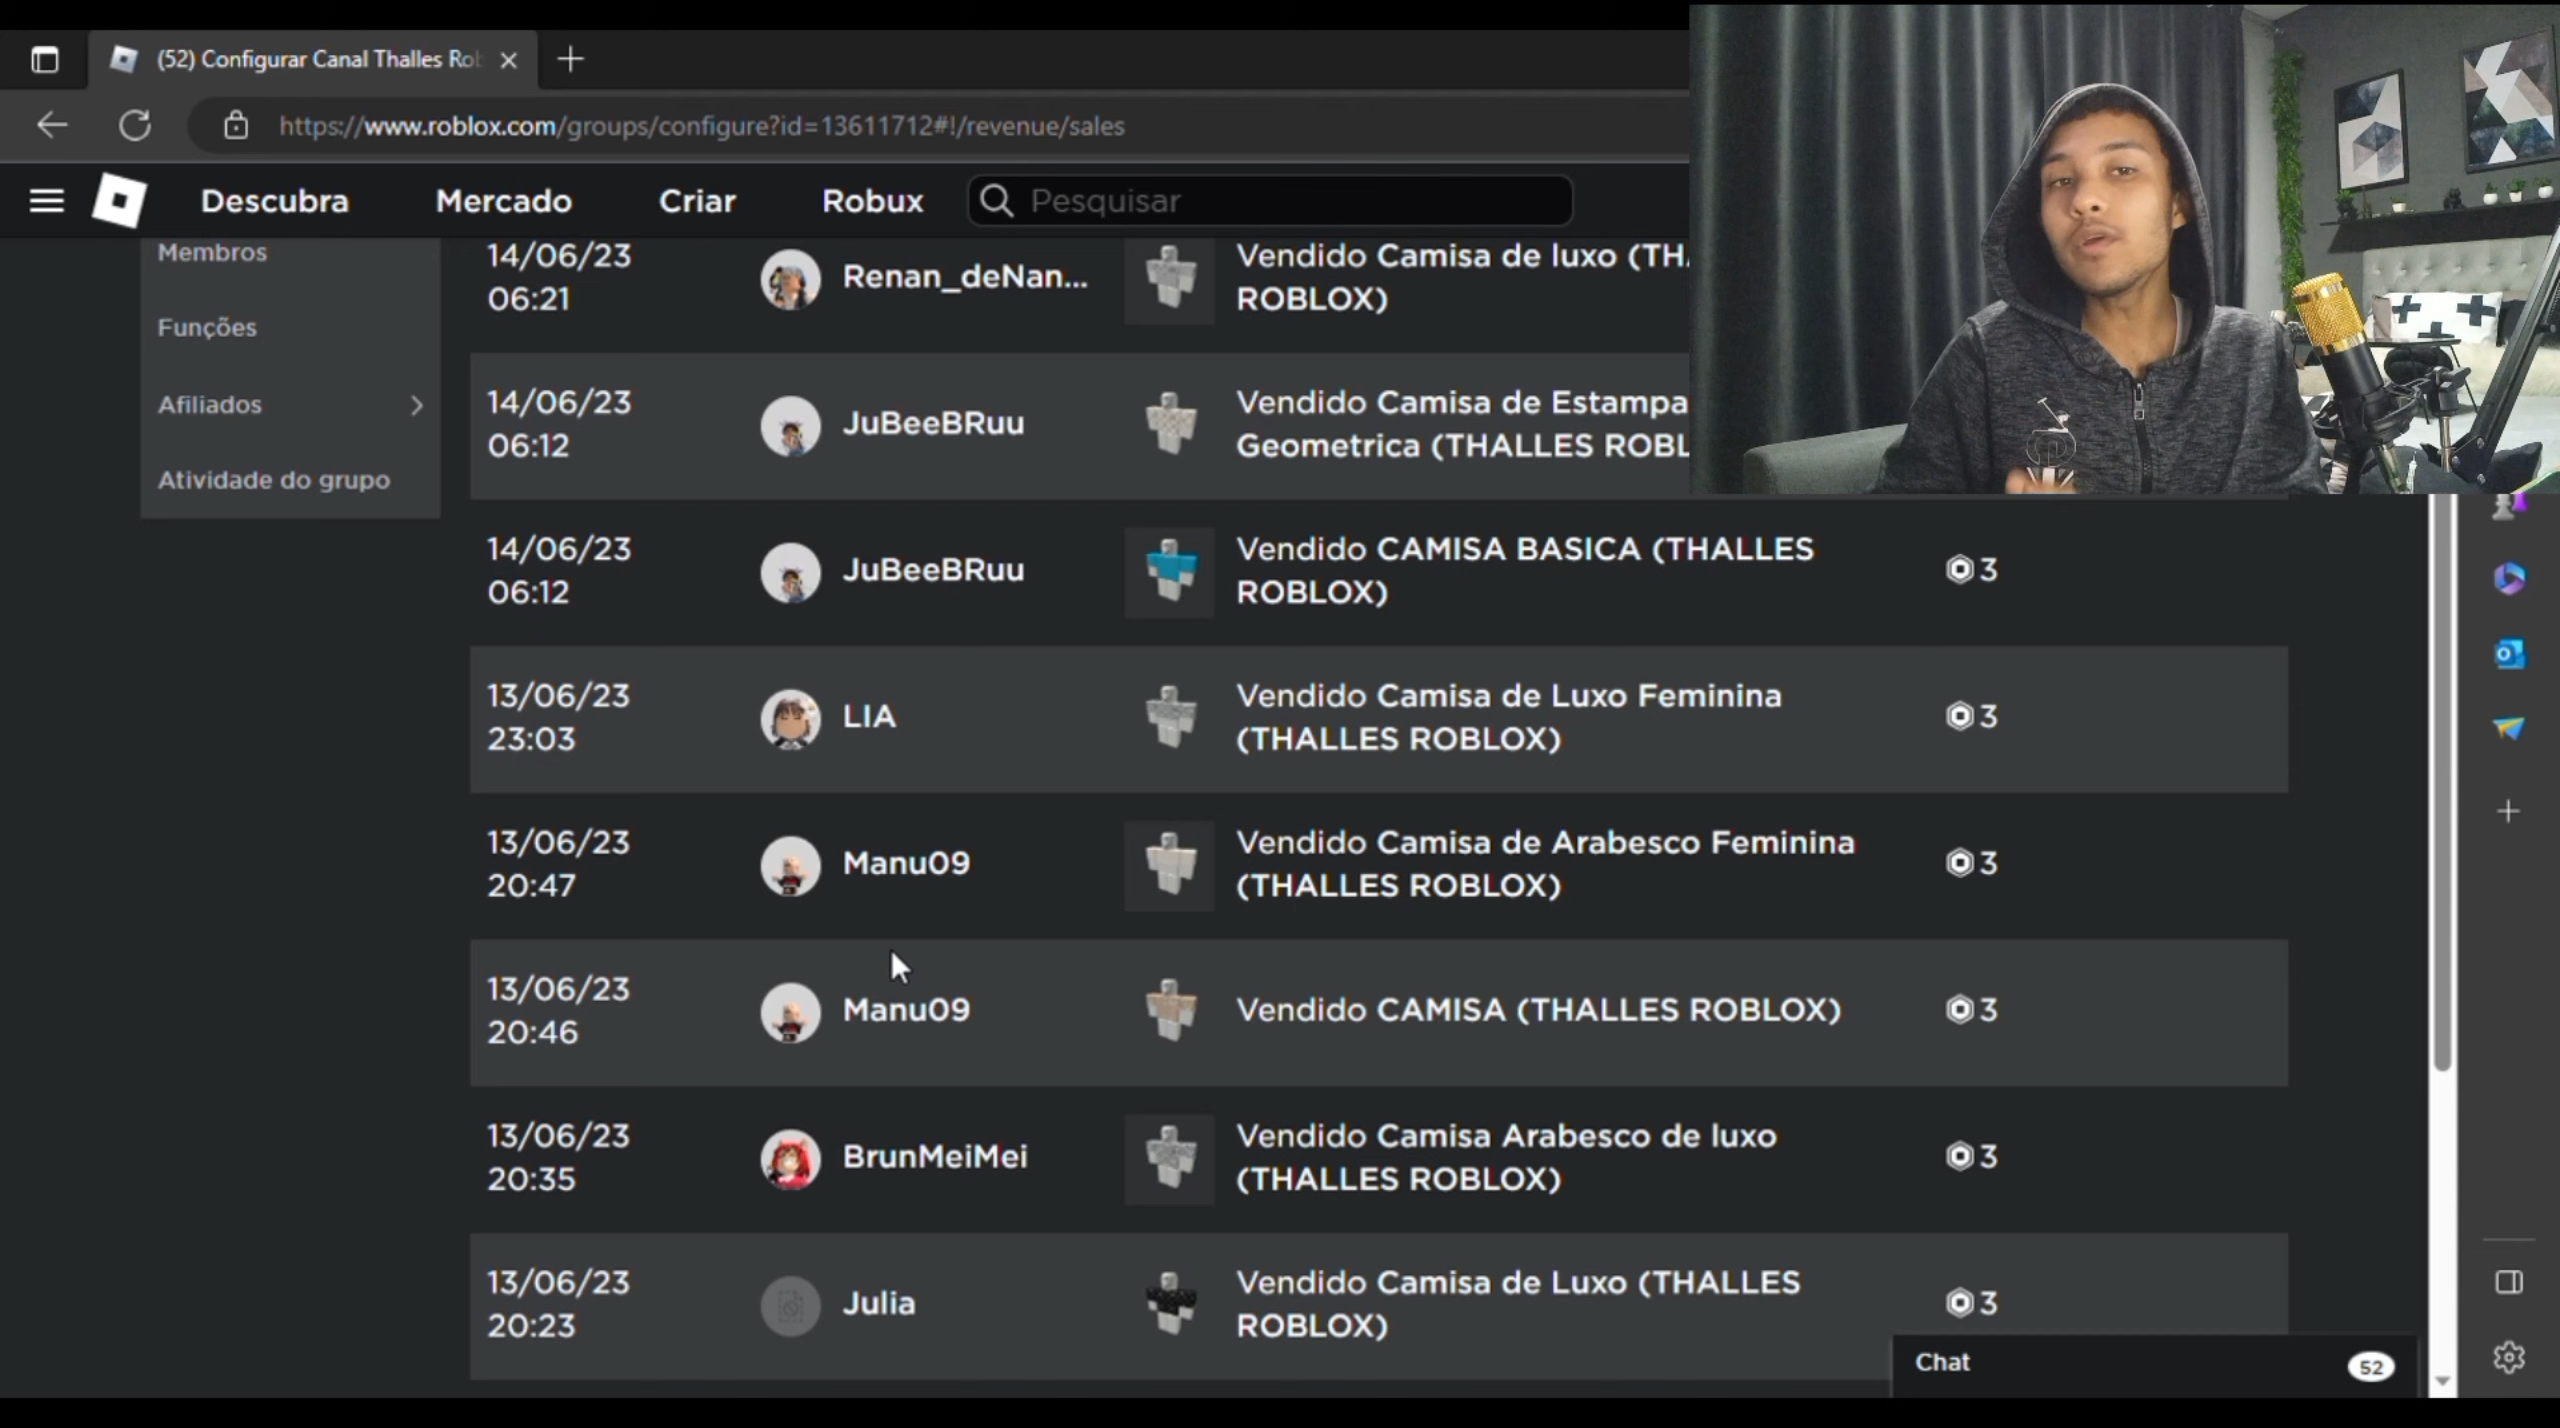 (52) Configurar Canal Thalles Rob
https://www.roblox.com/groups/configure?id=13611712#!/revenue/sales
Descubra
Mercado
Criar
Robux
Pesquisar
Membros
Funções
Afiliados
Atividade do grupo
14/06/23
06:21
Renan_deNan...
Vendido Camisa de luxo (TH
ROBLOX)
14/06/23
06:12
JuBeeBRuu
Vendido Camisa de Estampa
Geometrica (THALLES ROBL
14/06/23
06:12
JuBeeBRuu
Vendido CAMISA BASICA (THALLES
ROBLOX)
3
13/06/23
23:03
LIA
Vendido Camisa de Luxo Feminina
(THALLES ROBLOX)
3
13/06/23
20:47
Manu09
Vendido Camisa de Arabesco Feminina
(THALLES ROBLOX)
3
13/06/23
20:46
Manu09
Vendido CAMISA (THALLES ROBLOX)
3
13/06/23
20:35
BrunMeiMei
Vendido Camisa Arabesco de luxo
(THALLES ROBLOX)
3
13/06/23
20:23
Julia
Vendido Camisa de Luxo (THALLES
ROBLOX)
3
Chat
52